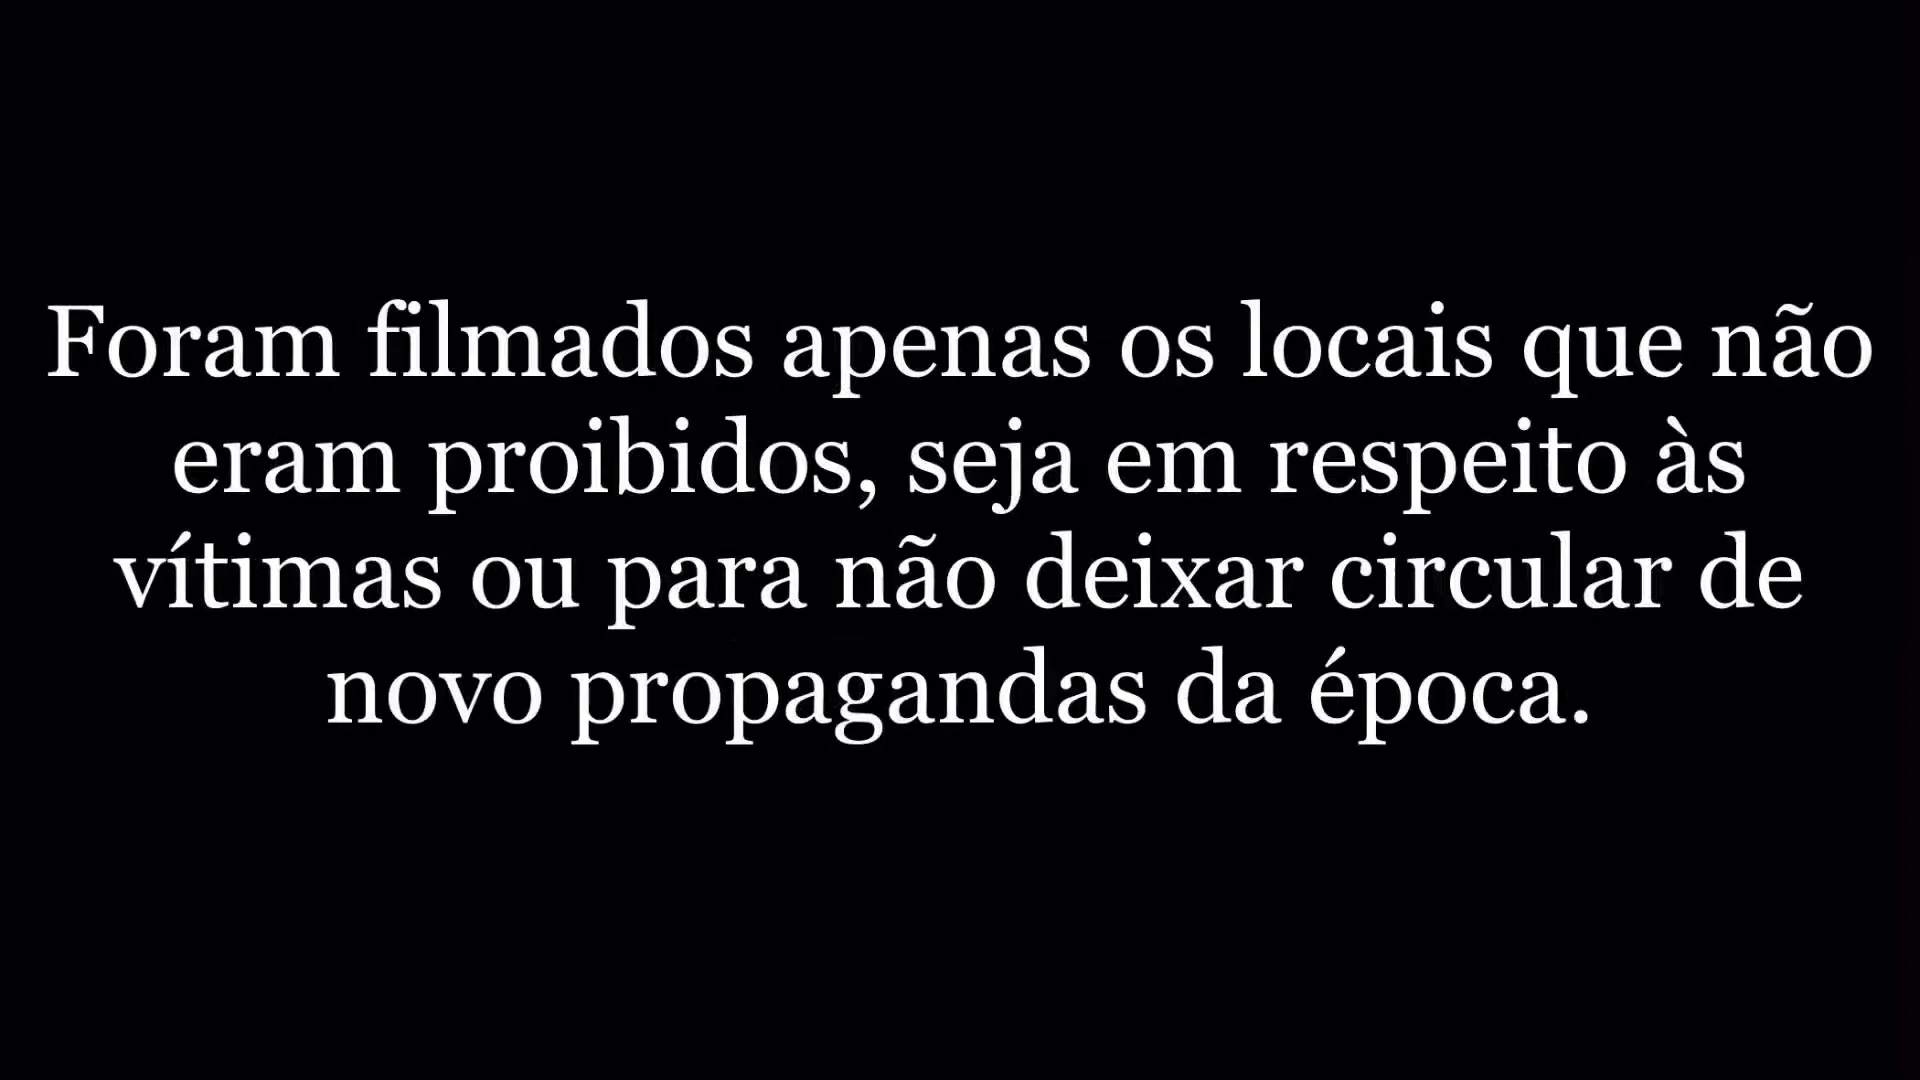 Foram filmados apenas os locais que não
eram proibidos, seja em respeito às
vítimas ou para não deixar circular de
novo propagandas da época.